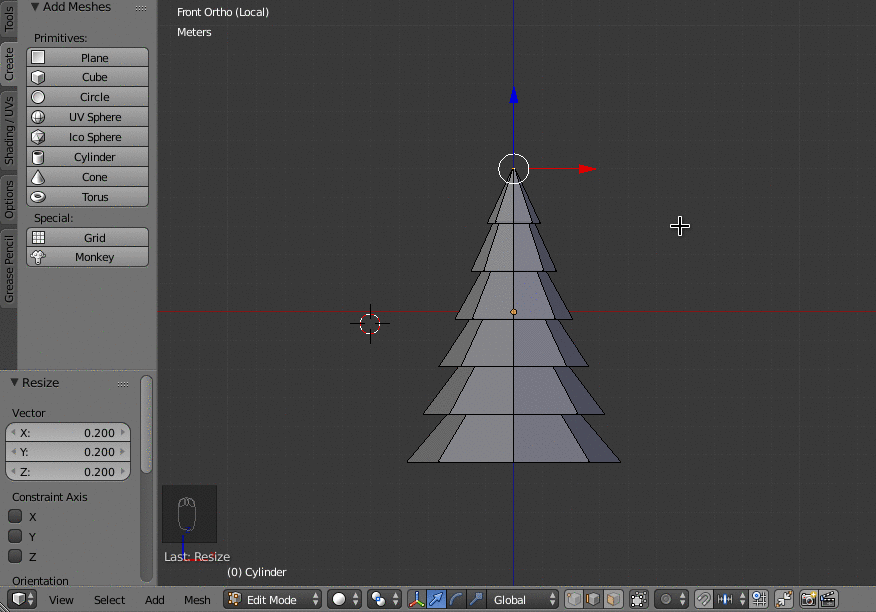 Tools
Create
Shading / UVs
Options
Grease Pencil
Add Meshes
Primitives:
Plane
Cube
Circle
UV Sphere
Ico Sphere
Cylinder
Cone
Torus
Special:
Grid
Monkey
Resize
Vector
X: 0.200
Y: 0.200
Z: 0.200
Constraint Axis
X
Y
Z
Orientation
Front Ortho (Local)
Meters
Last: Resize
(0) Cylinder
View Select Add Mesh Edit Mode Global